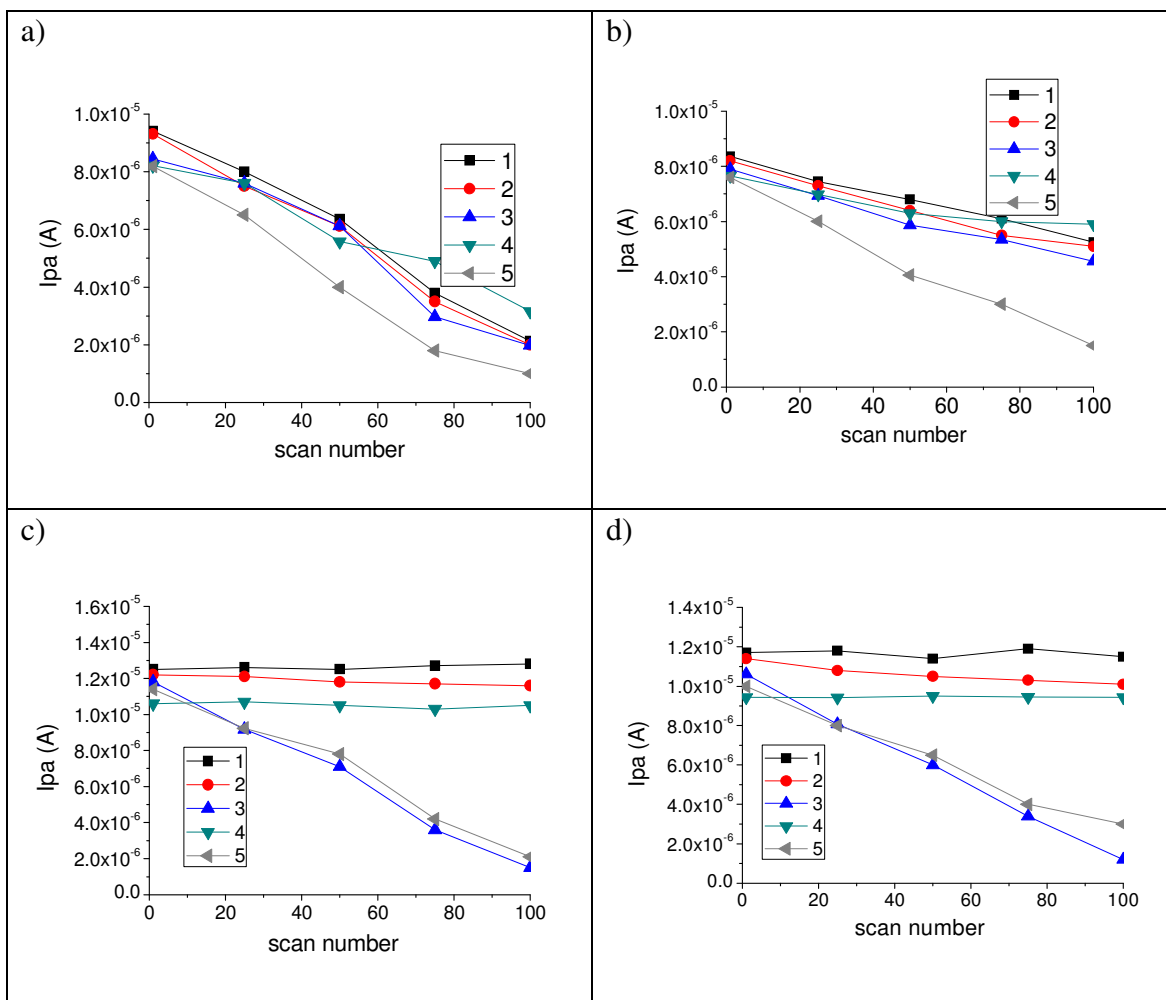 a)
1.0x10⁻⁵
8.0x10⁻⁶
6.0x10⁻⁶
4.0x10⁻⁶
2.0x10⁻⁶
0.0
Ipa (A)
0 20 40 60 80 100
scan number
1
2
3
4
5
b)
1.0x10⁻⁵
8.0x10⁻⁶
6.0x10⁻⁶
4.0x10⁻⁶
2.0x10⁻⁶
0.0
Ipa (A)
0 20 40 60 80 100
scan number
1
2
3
4
5
c)
1.6x10⁻⁵
1.4x10⁻⁵
1.2x10⁻⁵
1.0x10⁻⁵
8.0x10⁻⁶
6.0x10⁻⁶
4.0x10⁻⁶
2.0x10⁻⁶
0.0
Ipa (A)
0 20 40 60 80 100
scan number
1
2
3
4
5
d)
1.4x10⁻⁵
1.2x10⁻⁵
1.0x10⁻⁵
8.0x10⁻⁶
6.0x10⁻⁶
4.0x10⁻⁶
2.0x10⁻⁶
0.0
Ipa (A)
0 20 40 60 80 100
scan number
1
2
3
4
5